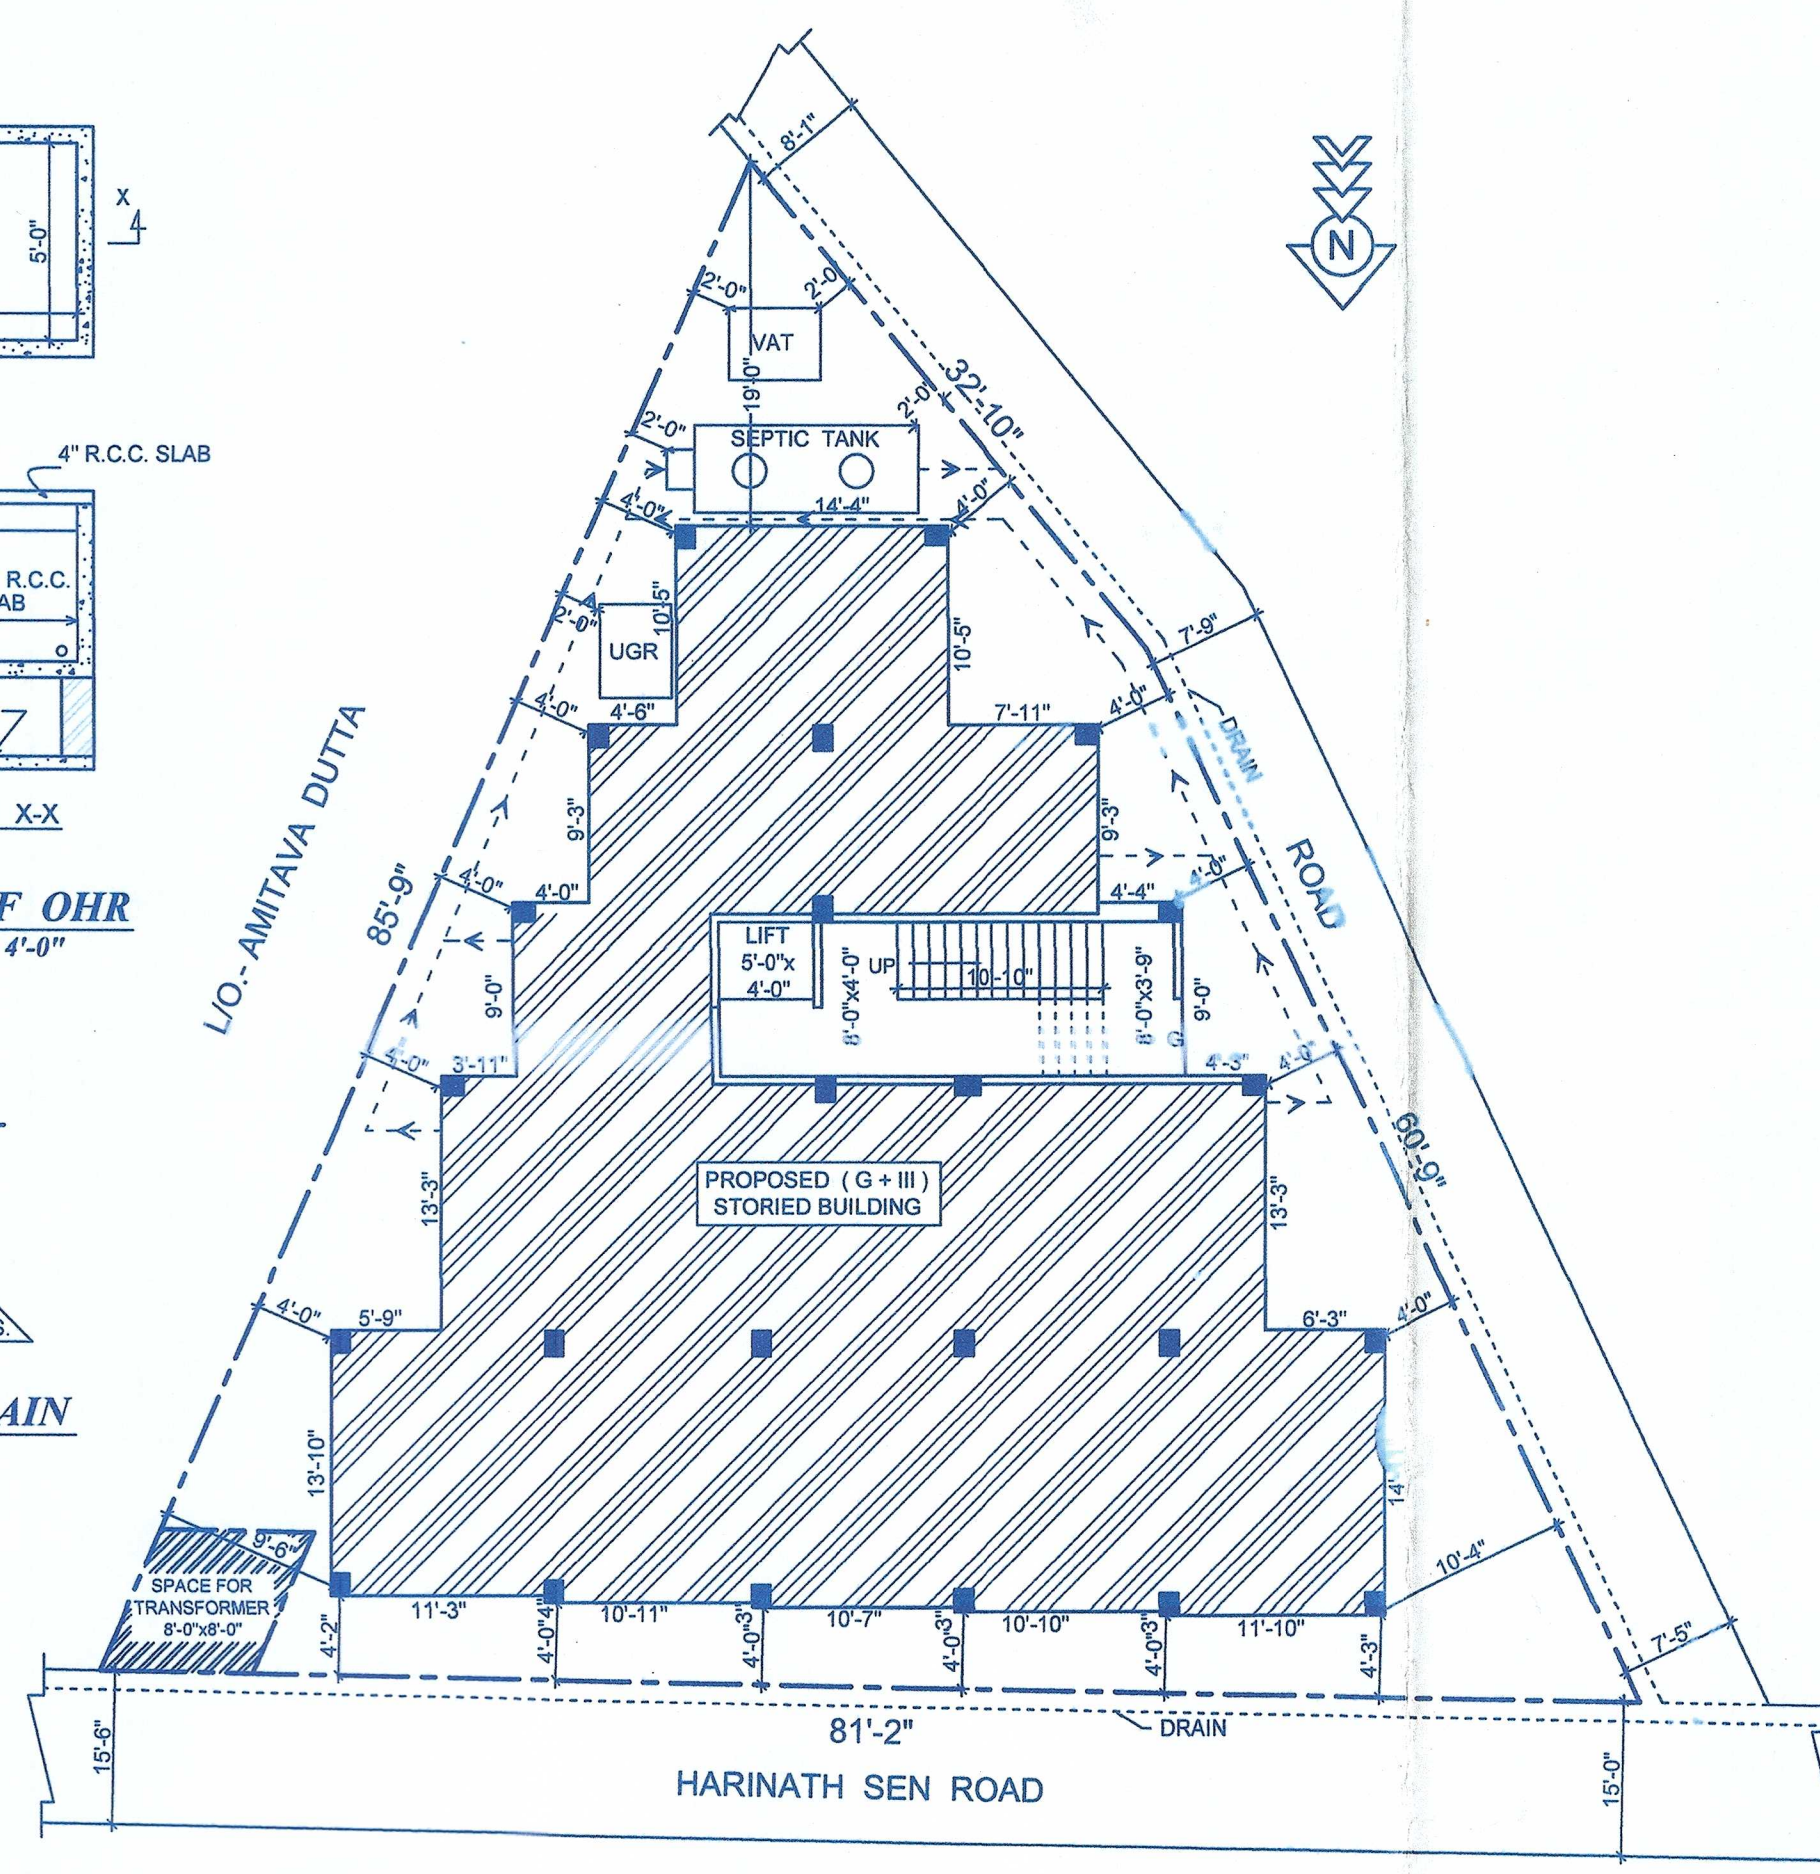 8'-1"
X
4
N
5'-0"
2'-0"
2'-0
VAT
19'-0"
32'-10"
2'-0"
2'-0"
4" R.C.C. SLAB
SEPTIC TANK
14'-4"
4'-0"
4'-0"
R.C.C.
AB
10'-5"
2'-0"
UGR
10'-5"
7'-9"
4'-0"
4'-6"
7'-11"
4'-0"
DRAIN
X-X
9'-3"
9'-3"
L/O.- AMITAVA DUTTA
85'-9"
F OHR
4'-0"
4'-0"
4'-0"
4'-4"
4'-0"
ROAD
LIFT
5'-0"x
4'-0"
8'-0"x4'-0"
UP
10'-10"
8'-0"x3'-9"
9'-0"
9'-0"
G
4'-0"
3'-11"
4'-3"
4'-0"
60'-9"
13'-3"
PROPOSED ( G + III )
STORIED BUILDING
13'-3"
S.
4'-0"
5'-9"
6'-3"
4'-0"
AIN
13'-10"
14'
9'-6"
10'-4"
SPACE FOR
TRANSFORMER
8'-0"x8'-0"
11'-3"
10'-11"
10'-7"
10'-10"
11'-10"
4'-2"
4'-0"4"
4'-0"3"
4'-0"3"
4'-0"3"
4'-3"
7'-5"
15'-6"
81'-2"
DRAIN
HARINATH SEN ROAD
15'-0"